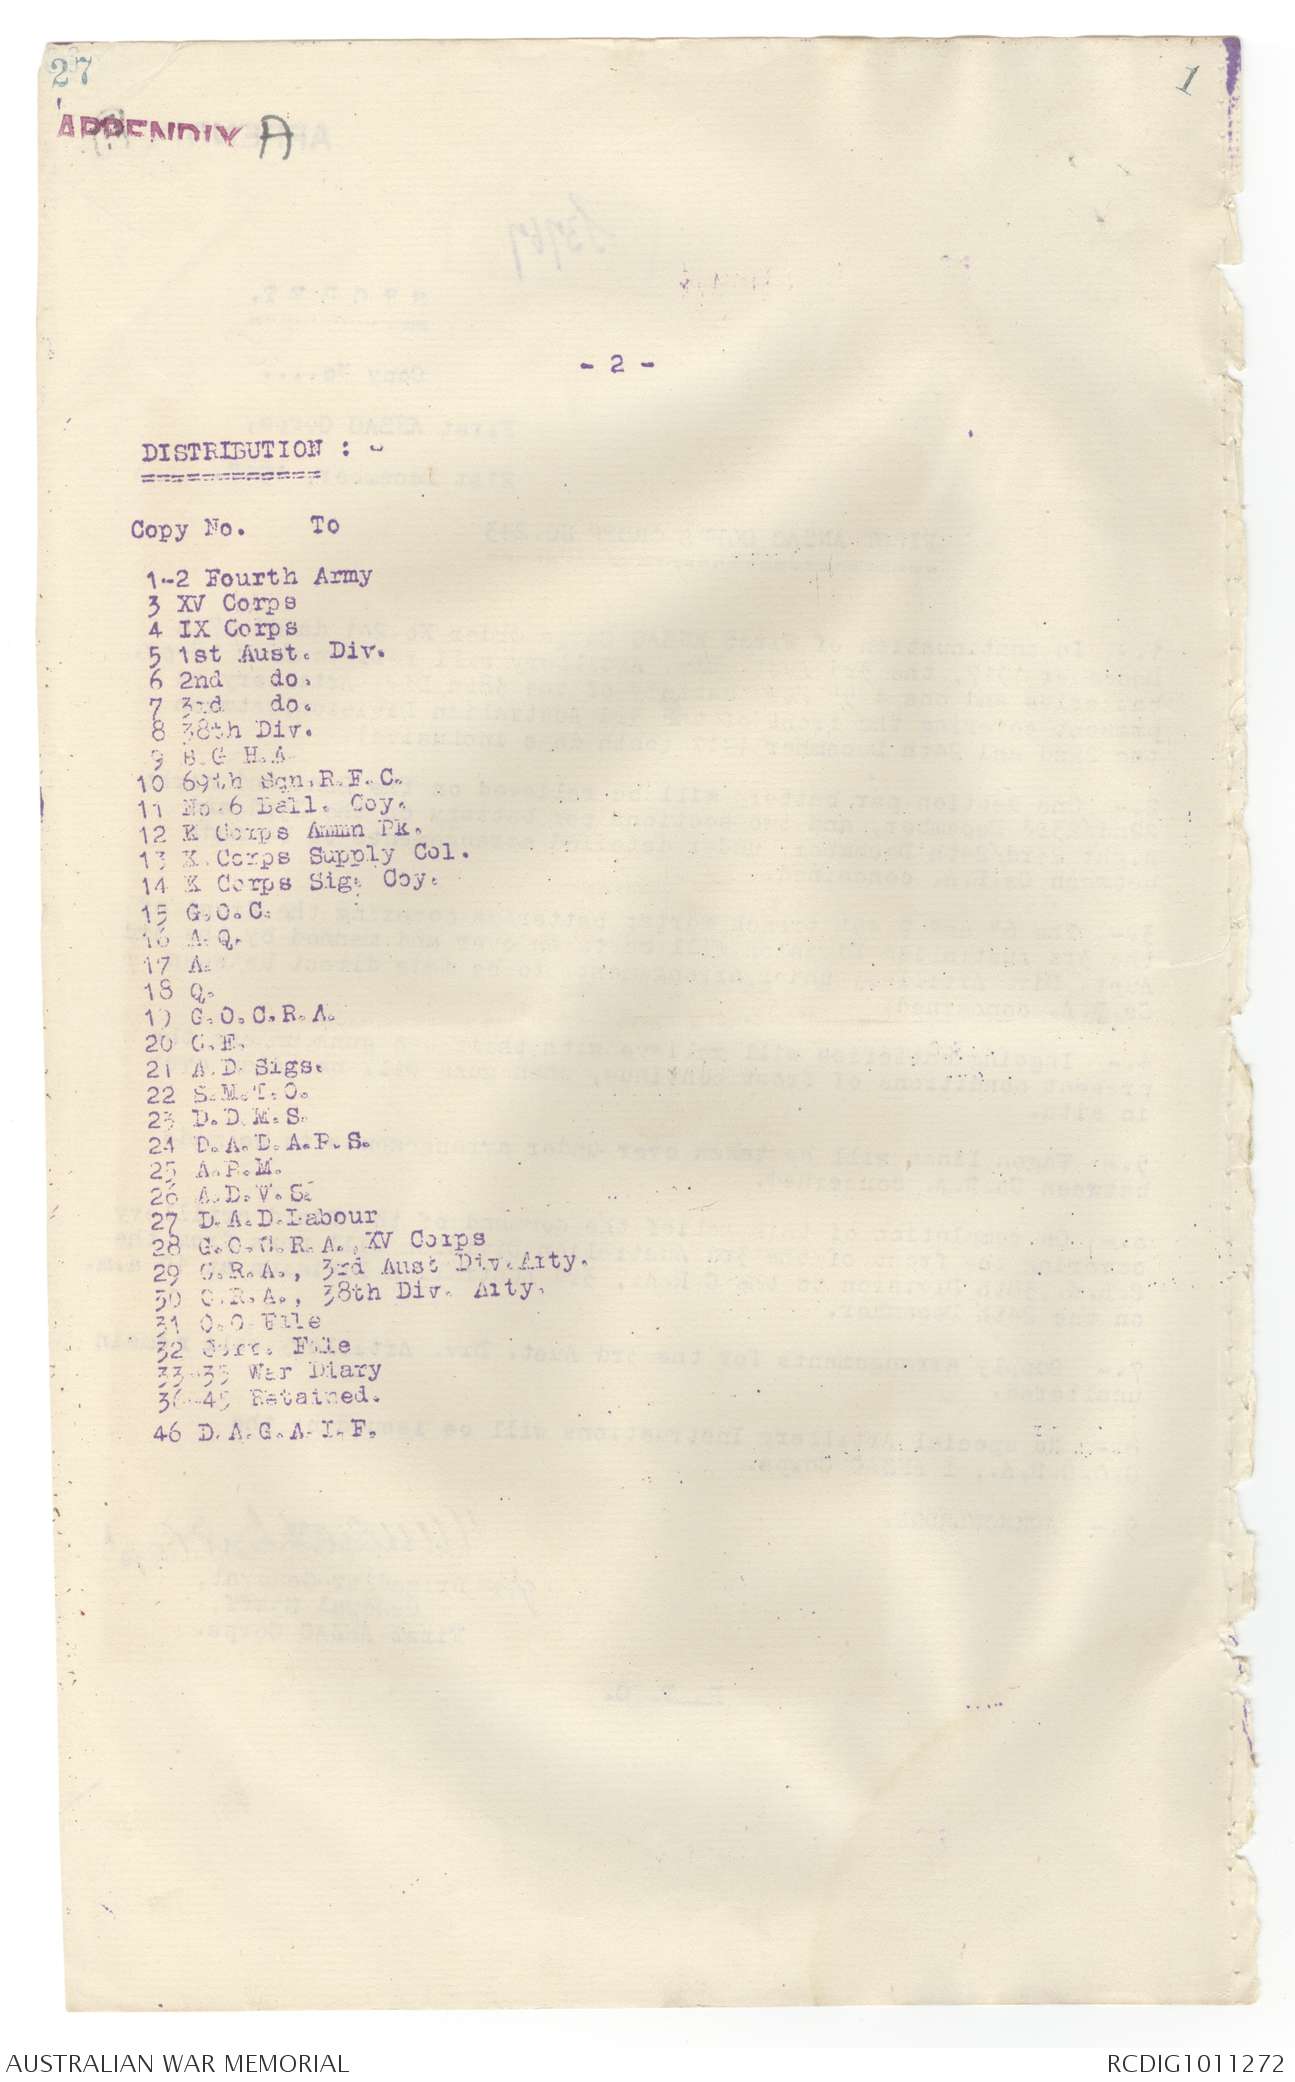 27
1
APPENDIX A
- 2 -
DISTRIBUTION : -
Copy No. To
1-2 Fourth Army
3 XV Corps
4 IX Corps
5 1st Aust. Div.
6 2nd do.
7 3rd do.
8 38th Div.
9 B.G H.A.
10 69th Sqn.R.F.C.
11 No.6 Ball. Coy.
12 K Corps Ammn Pk.
13 K Corps Supply Col.
14 K Corps Sig. Coy.
15 G.O.C.
16 A.Q.
17 A.
18 Q.
19 G.O.C.R.A.
20 C.E.
21 A.D.Sigs.
22 S.M.T.O.
23 D.D.M.S.
24 D.A.D.A.P.S.
25 A.P.M.
26 A.D.V.S.
27 D.A.D.Labour
28 G.O.C.R.A., XV Corps
29 C.R.A., 3rd Aust Div.Arty.
30 C.R.A., 38th Div. Arty.
31 O.O.File
32 Corr. File
33-35 War Diary
36-45 Retained.
46 D.A.G.A.I.F.
AUSTRALIAN WAR MEMORIAL
RCDIG1011272